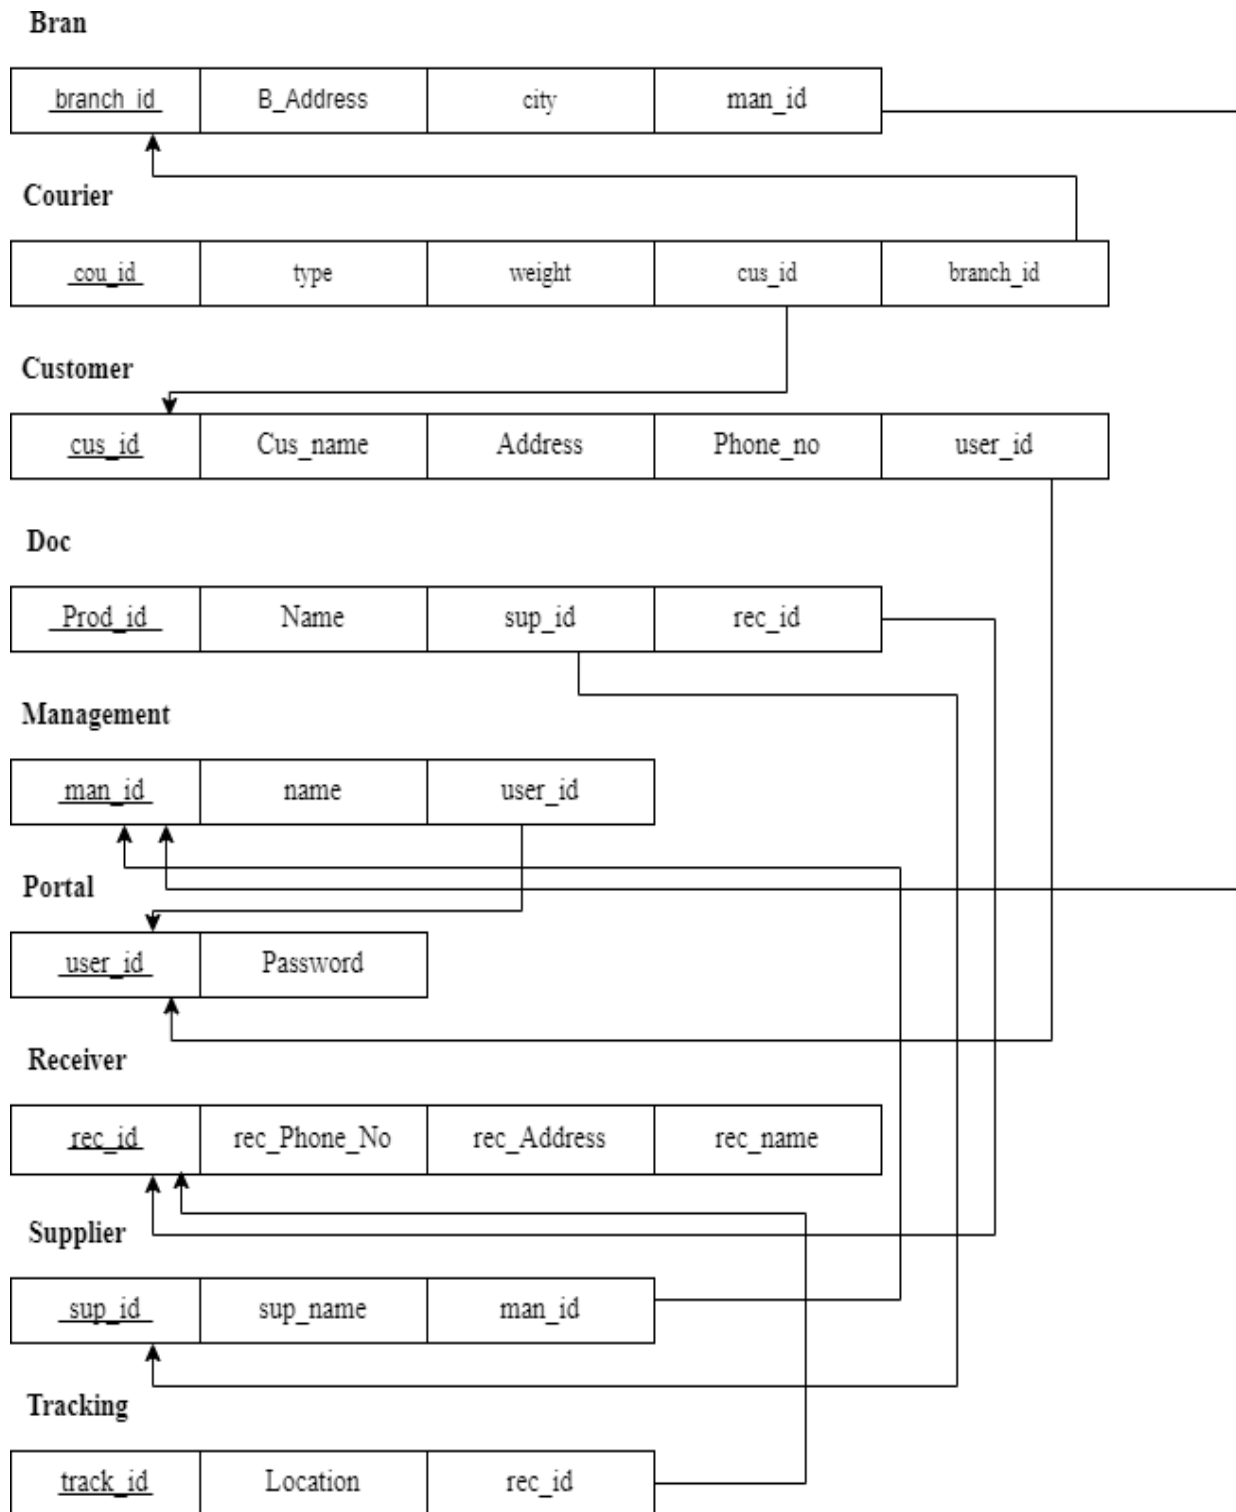 Bran
branch_id B_Address city man_id
Courier
cou_id type weight cus_id branch_id
Customer
cus_id Cus_name Address Phone_no user_id
Doc
Prod_id Name sup_id rec_id
Management
man_id name user_id
Portal
user_id Password
Receiver
rec_id rec_Phone_No rec_Address rec_name
Supplier
sup_id sup_name man_id
Tracking
track_id Location rec_id